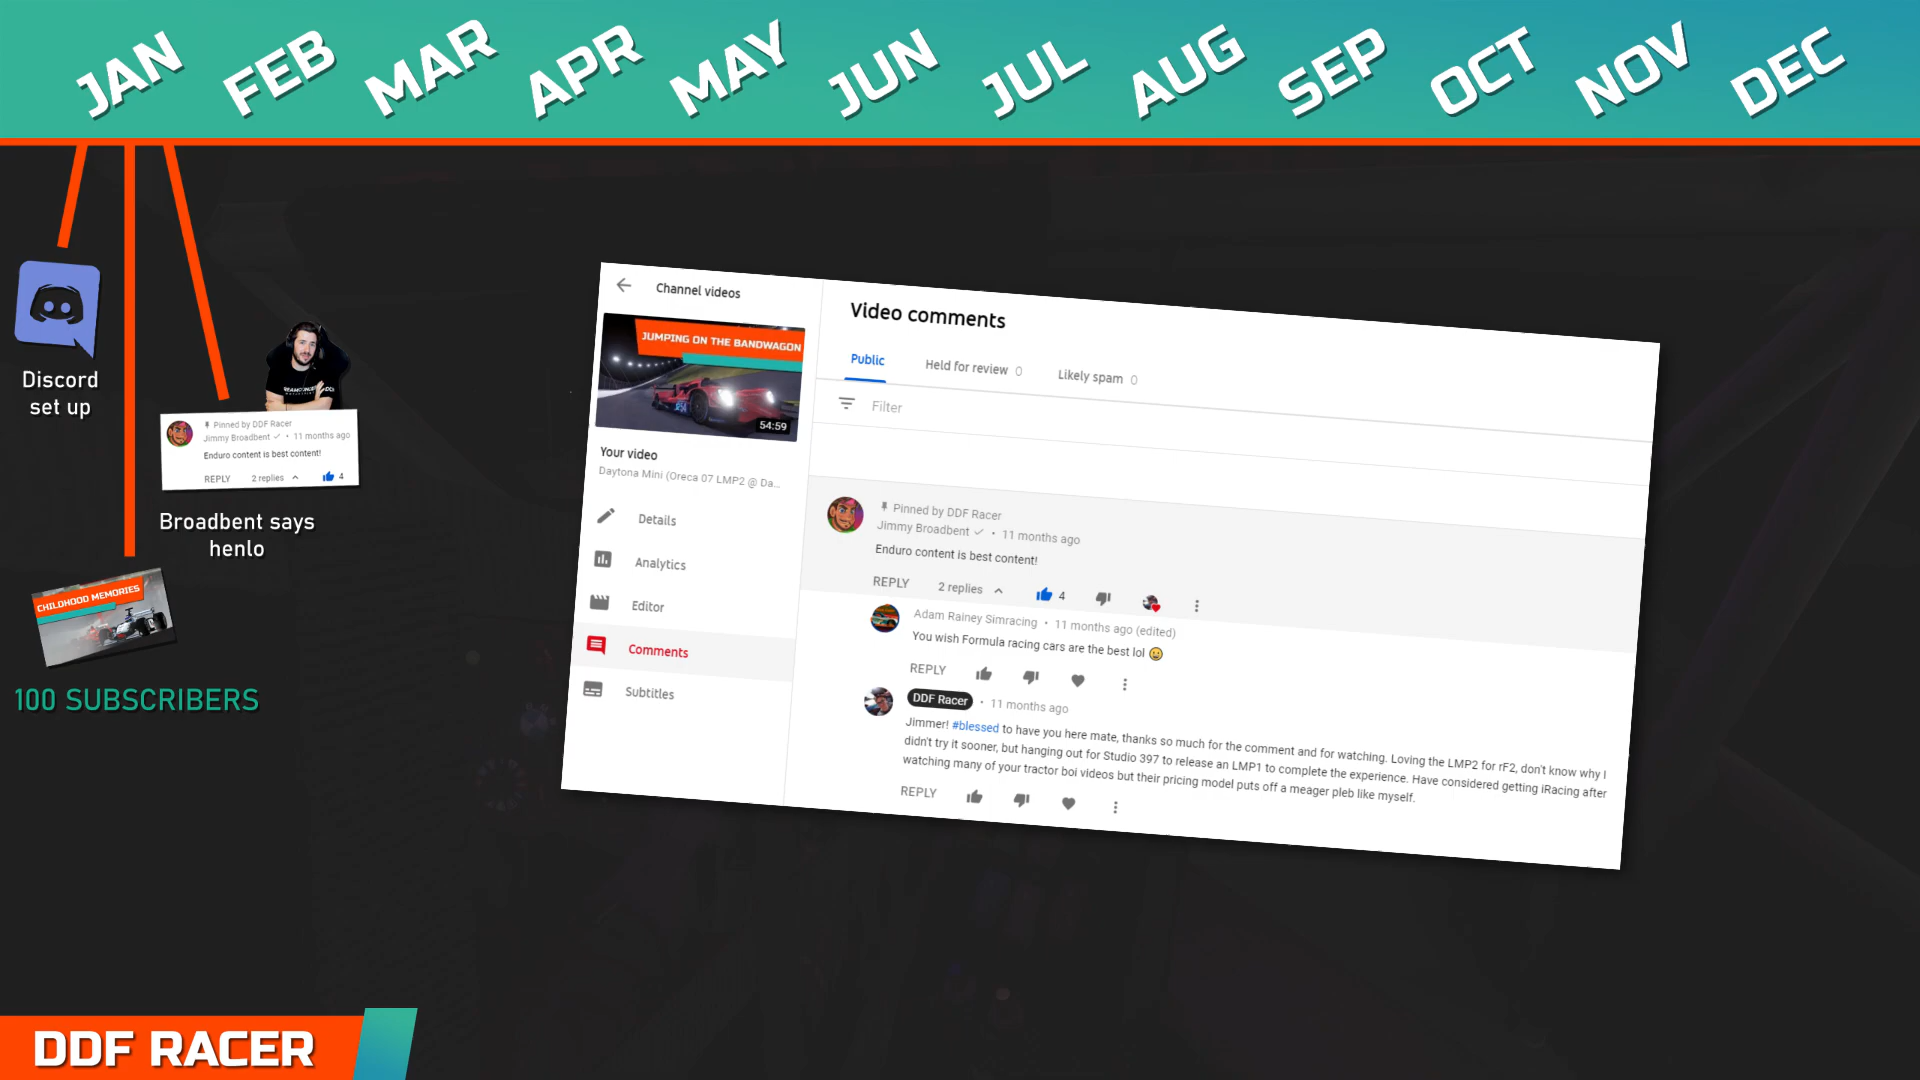 JAN FEB MAR APR MAY JUN JUL AUG SEP OCT NOV DEC
Discord
set up
Pinned by DDF Racer
Jimmy Broadbent • 11 months ago
Enduro content is best content!
REPLY 2 replies 4
Broadbent says
henlo
CHILDHOOD MEMORIES
100 SUBSCRIBERS
Channel videos
JUMPING ON THE BANDWAGON
54:59
Your video
Daytona Mini (Oreca 07 LMP2 @ Da...
Details
Analytics
Editor
Comments
Subtitles
Video comments
Public Held for review 0 Likely spam 0
Filter
Pinned by DDF Racer
Jimmy Broadbent • 11 months ago
Enduro content is best content!
REPLY 2 replies 4
Adam Rainey Simracing • 11 months ago (edited)
You wish Formula racing cars are the best lol 😀
REPLY
DDF Racer • 11 months ago
Jimmer! #blessed to have you here mate, thanks so much for the comment and for watching. Loving the LMP2 for rF2, don't know why I
didn't try it sooner, but hanging out for Studio 397 to release an LMP1 to complete the experience. Have considered getting iRacing after
watching many of your tractor boi videos but their pricing model puts off a meager pleb like myself.
REPLY
DDF RACER